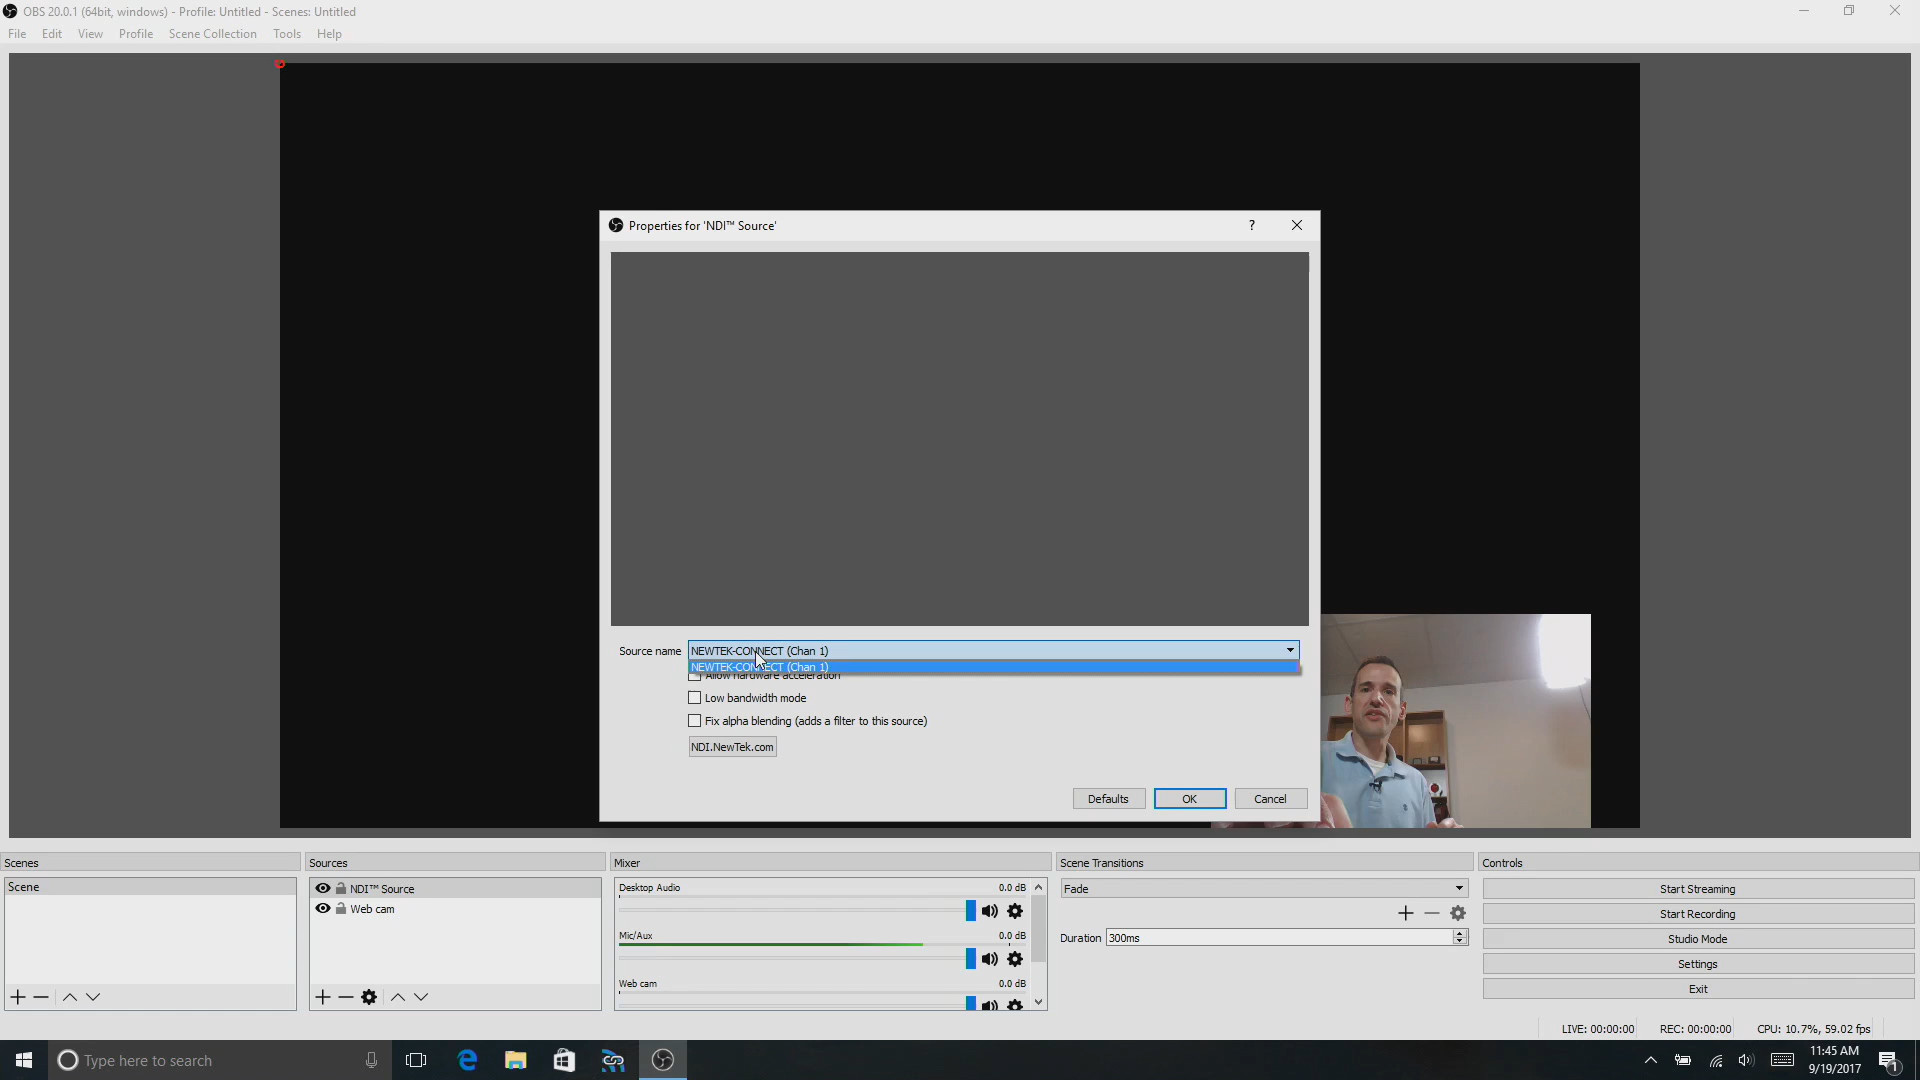 OBS 20.0.1 (64bit, windows) - Profile: Untitled - Scenes: Untitled
File Edit View Profile Scene Collection Tools Help
Properties for 'NDI™ Source'
?
Source name NEWTEK-CONNECT (Chan 1)
NEWTEK-CONNECT (Chan 1)
Allow hardware acceleration
Low bandwidth mode
Fix alpha blending (adds a filter to this source)
NDI.NewTek.com
Defaults OK Cancel
Scenes
Scene
Sources
NDI™ Source
Web cam
Mixer
Desktop Audio 0.0 dB
Mic/Aux 0.0 dB
Web cam 0.0 dB
Scene Transitions
Fade
Duration 300ms
Controls
Start Streaming
Start Recording
Studio Mode
Settings
Exit
LIVE: 00:00:00 REC: 00:00:00 CPU: 10.7%, 59.02 fps
Type here to search
11:45 AM
9/19/2017
1